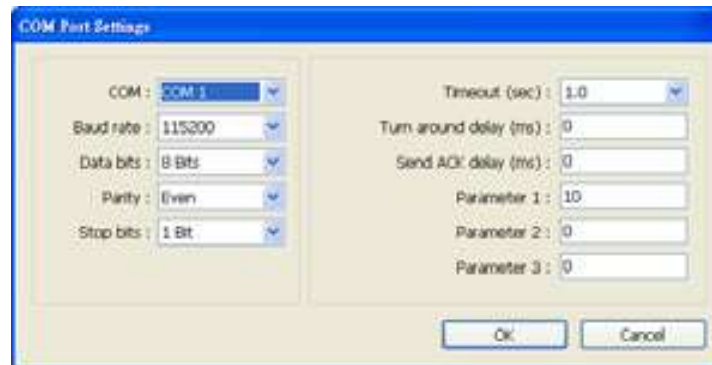 COM Port Settings
COM : COM 1
Baud rate : 115200
Data bits : 8 Bits
Parity : Even
Stop bits : 1 Bit
Timeout (sec) : 1.0
Turn around delay (ms) : 0
Send ACK delay (ms) : 0
Parameter 1 : 10
Parameter 2 : 0
Parameter 3 : 0
OK
Cancel